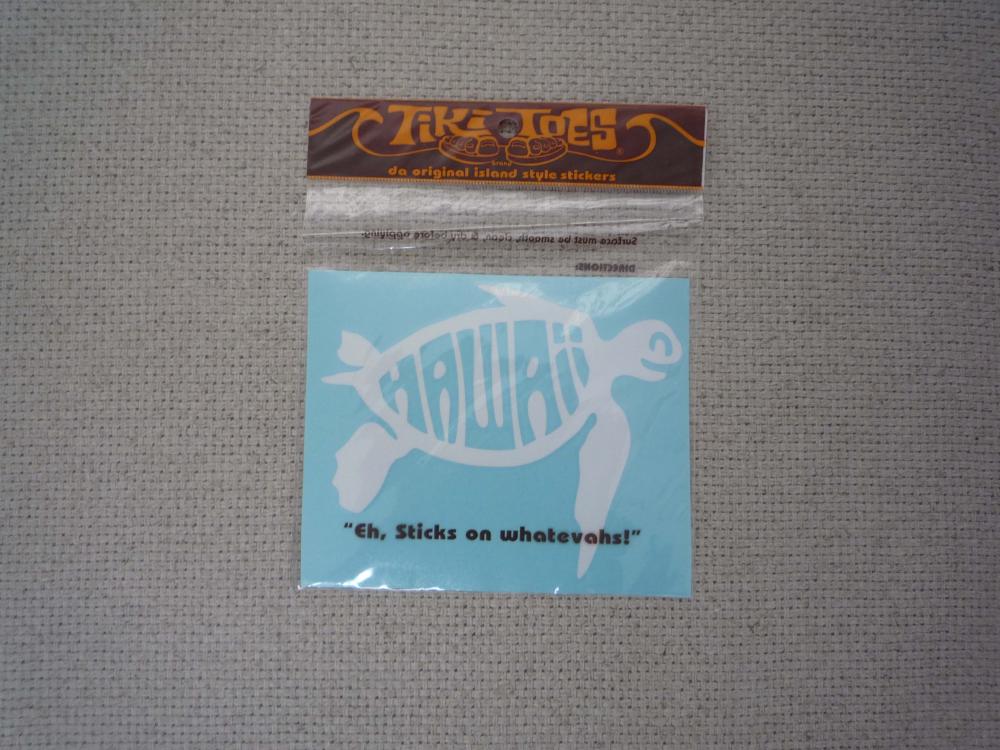 TiKi TOES
brand
da original island style stickers
Surface must be smooth, clean, & dry before applying.
DIRECTIONS:
HAWAII
“Eh, Sticks on whatevahs!”